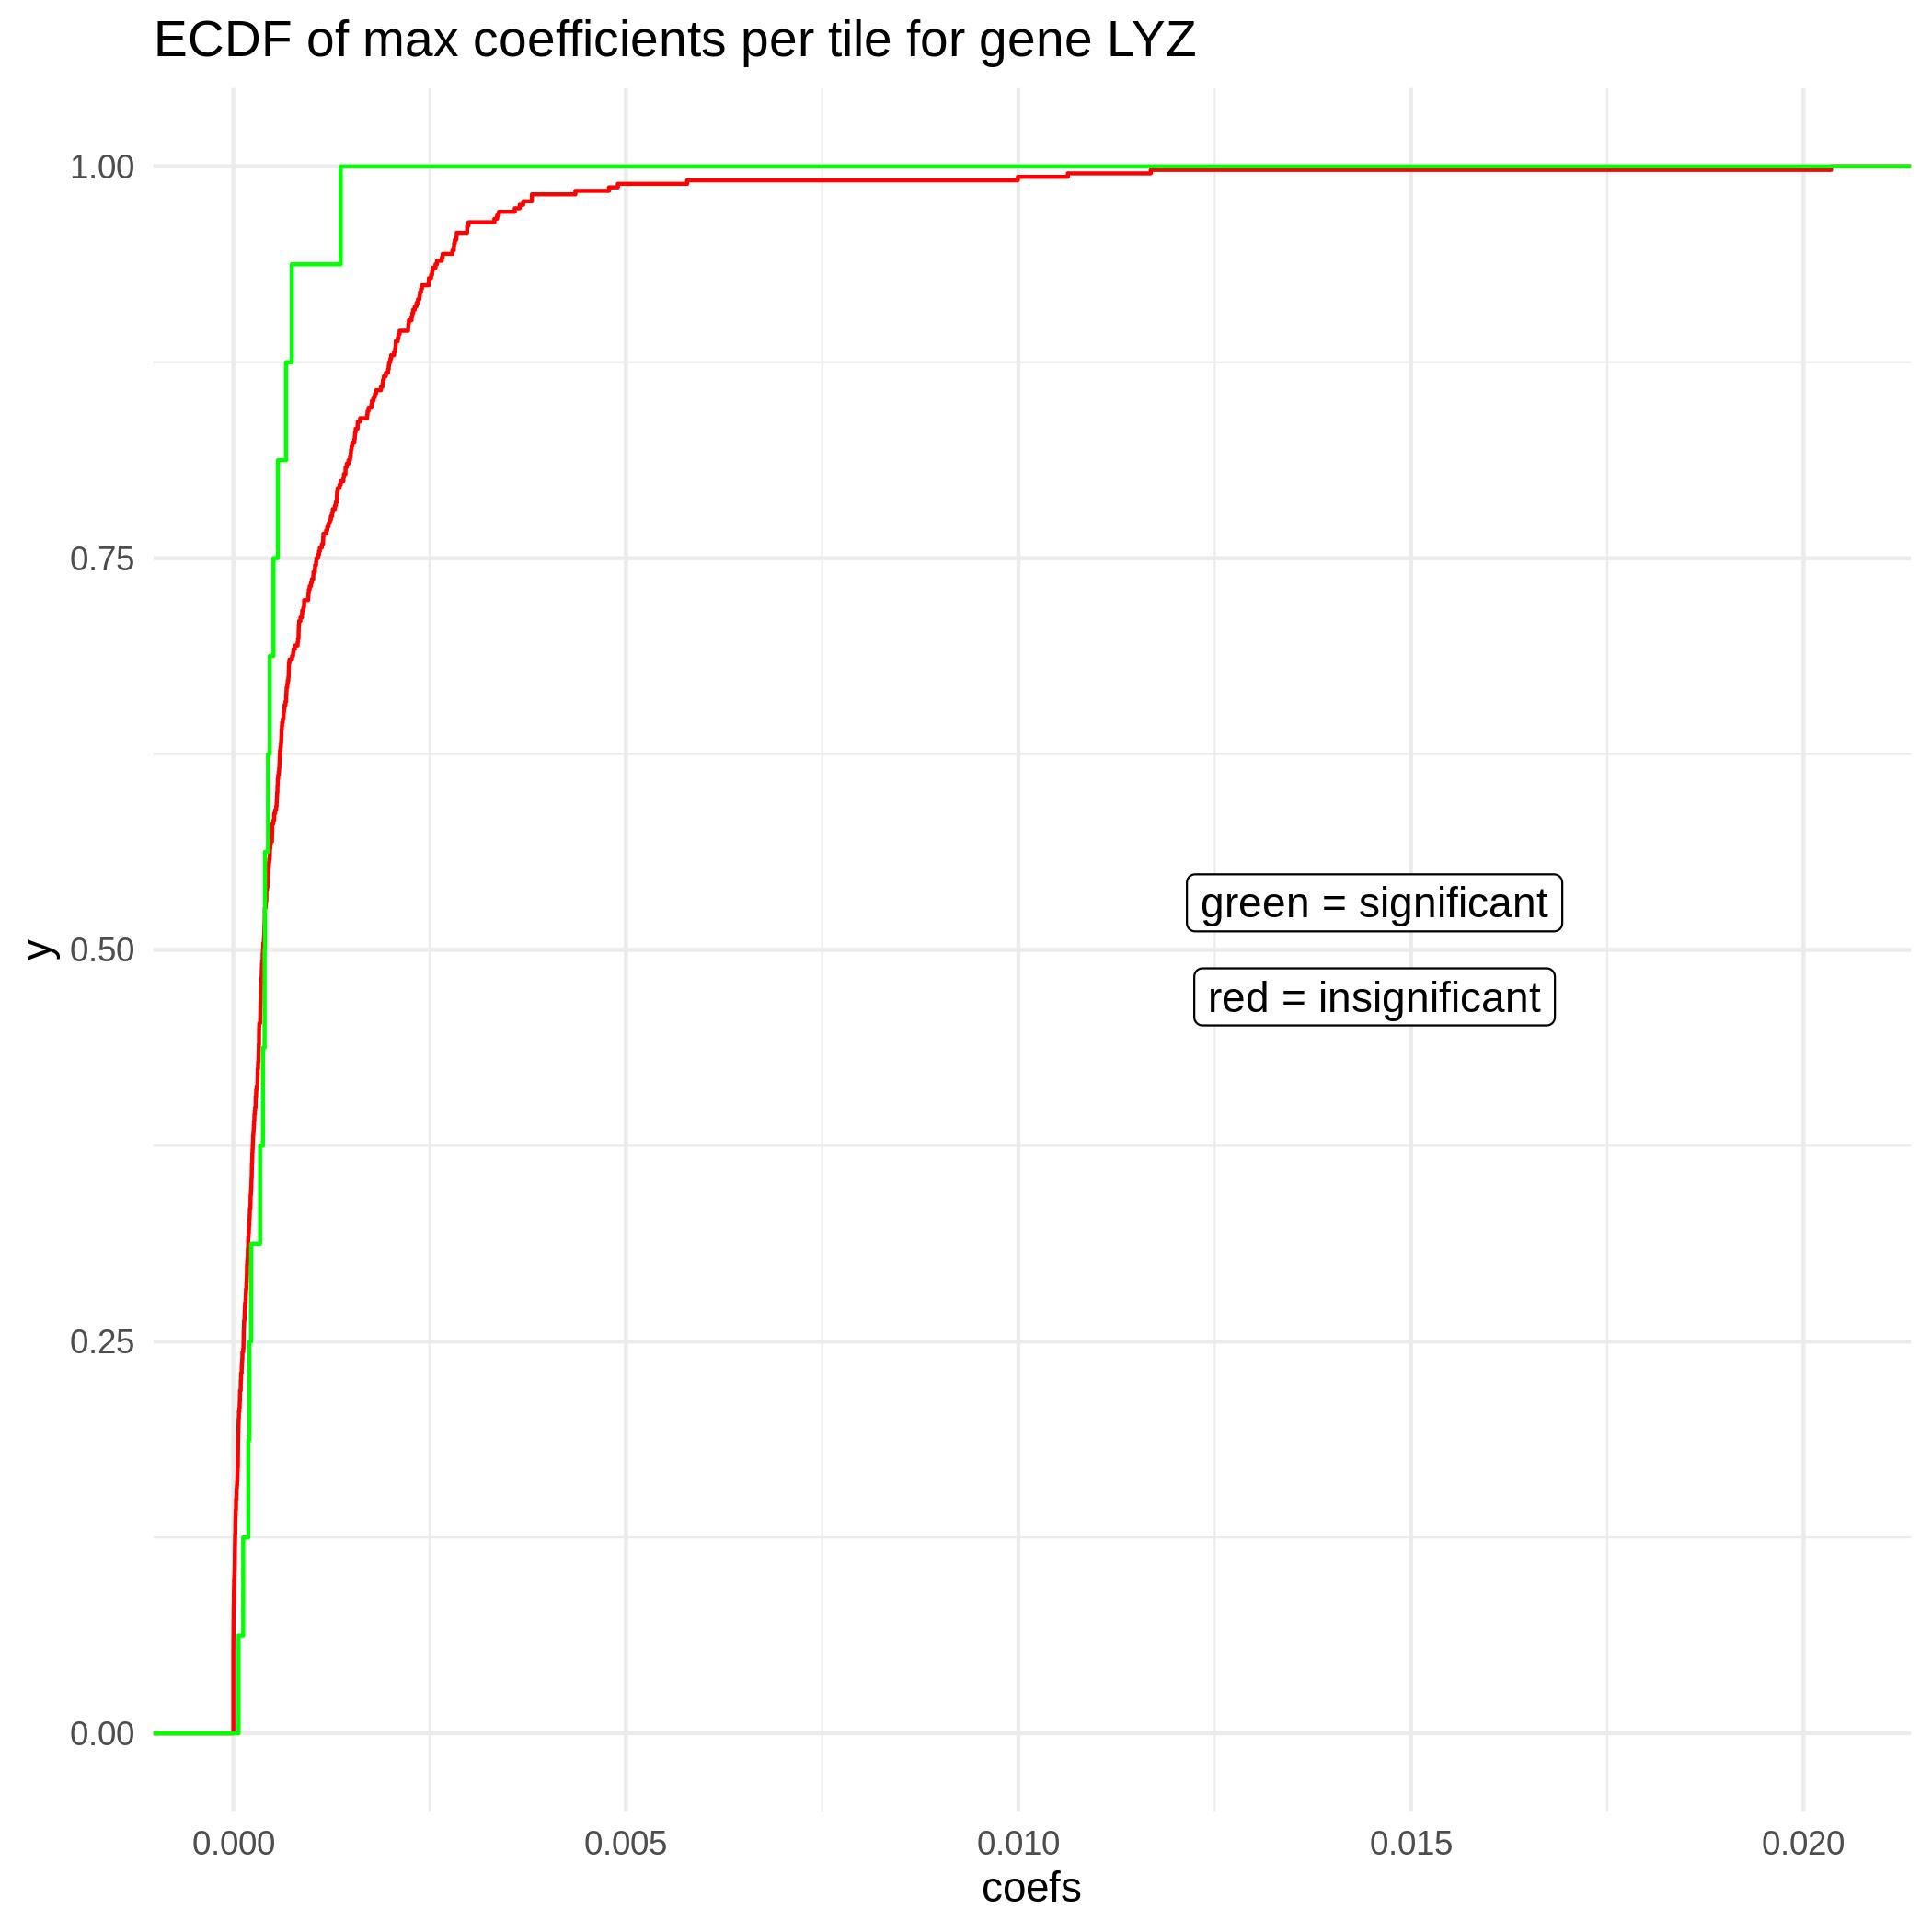 ECDF of max coefficients per tile for gene LYZ
1.00
0.75
0.50
0.25
0.00
y
green = significant
red = insignificant
0.000
0.005
0.010
0.015
0.020
coefs